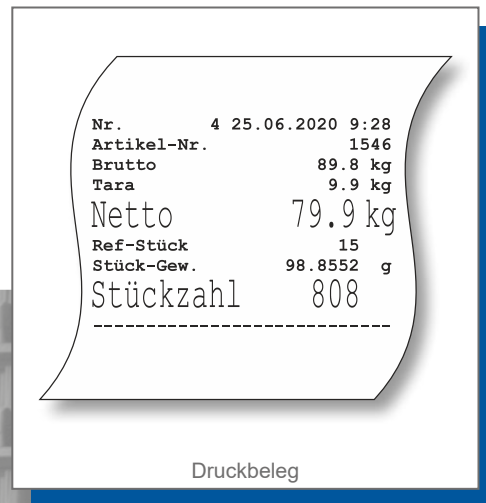 Nr. 4 25.06.2020 9:28
Artikel-Nr. 1546
Brutto 89.8 kg
Tara 9.9 kg
Netto 79.9 kg
Ref-Stück 15
Stück-Gew. 98.8552 g
Stückzahl 808
----------------------------
Druckbeleg